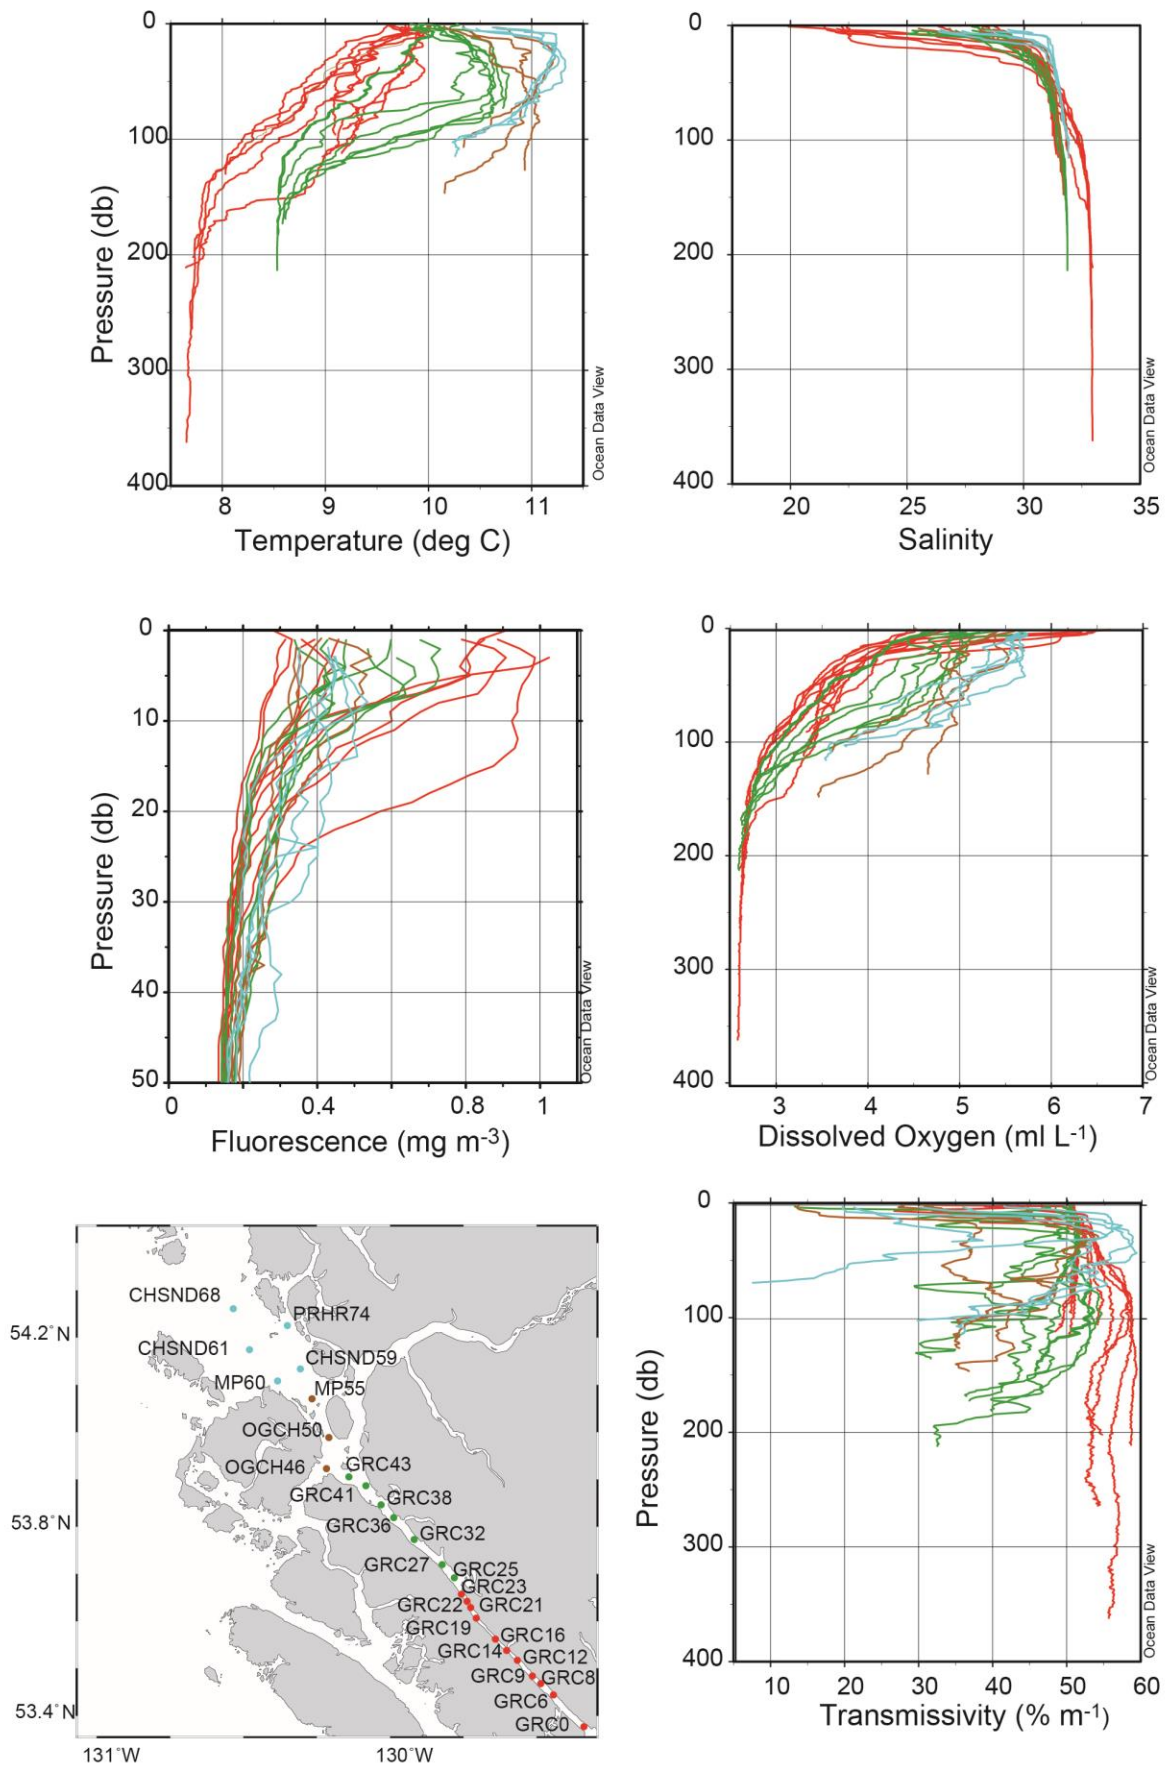 0
100
200
300
400
8
9
10
11
Pressure (db)
Temperature (deg C)
Ocean Data View
0
100
200
300
400
20
25
30
35
Salinity
Ocean Data View
0
10
20
30
40
50
0
0.4
0.8
1
Pressure (db)
Fluorescence (mg m-3)
Ocean Data View
0
100
200
300
400
3
4
5
6
7
Dissolved Oxygen (ml L-1)
Ocean Data View
CHSND68
PRHR74
54.2°N
CHSND61
CHSND59
MP60
MP55
OGCH50
OGCH46
GRC43
GRC41
GRC38
53.8°N
GRC36
GRC32
GRC27
GRC25
GRC23
GRC22
GRC21
GRC19
GRC16
GRC14
GRC12
GRC9
GRC8
GRC6
53.4°N
GRC0
131°W
130°W
0
100
200
300
400
10
20
30
40
50
60
Pressure (db)
Transmissivity (% m-1)
Ocean Data View